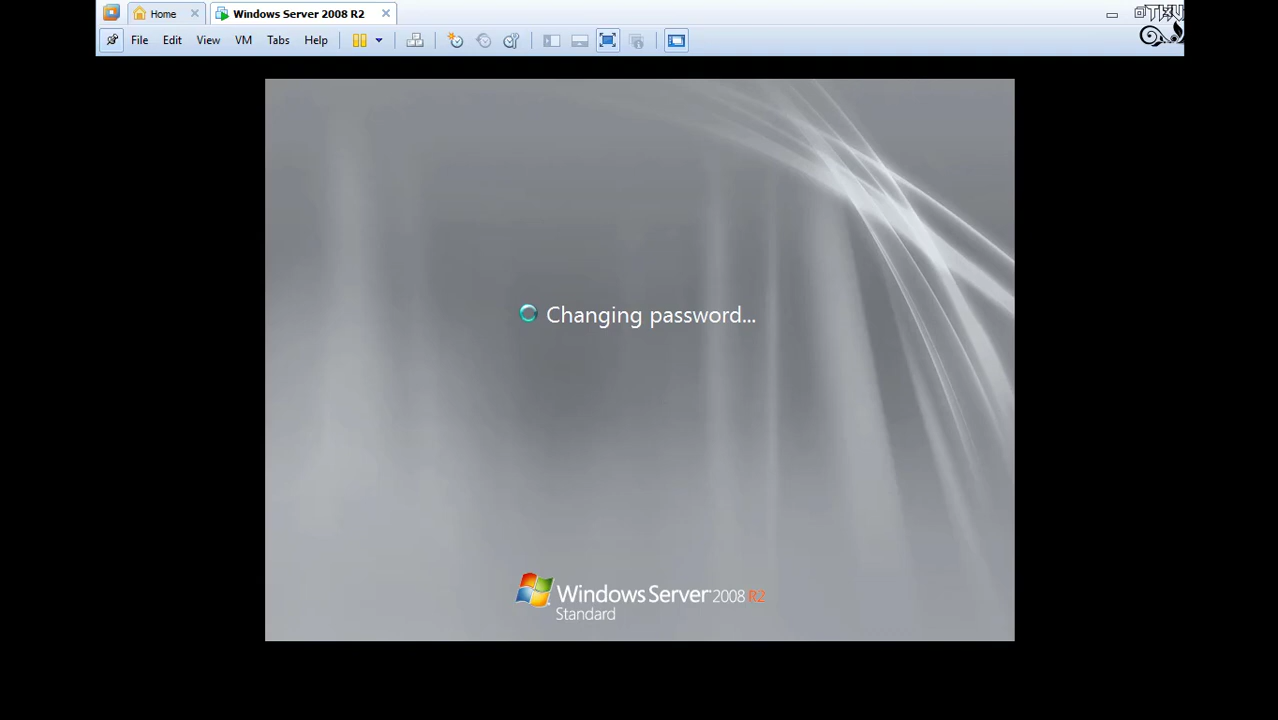 Home
Windows Server 2008 R2
File Edit View VM Tabs Help
Changing password...
Windows Server 2008 R2
Standard